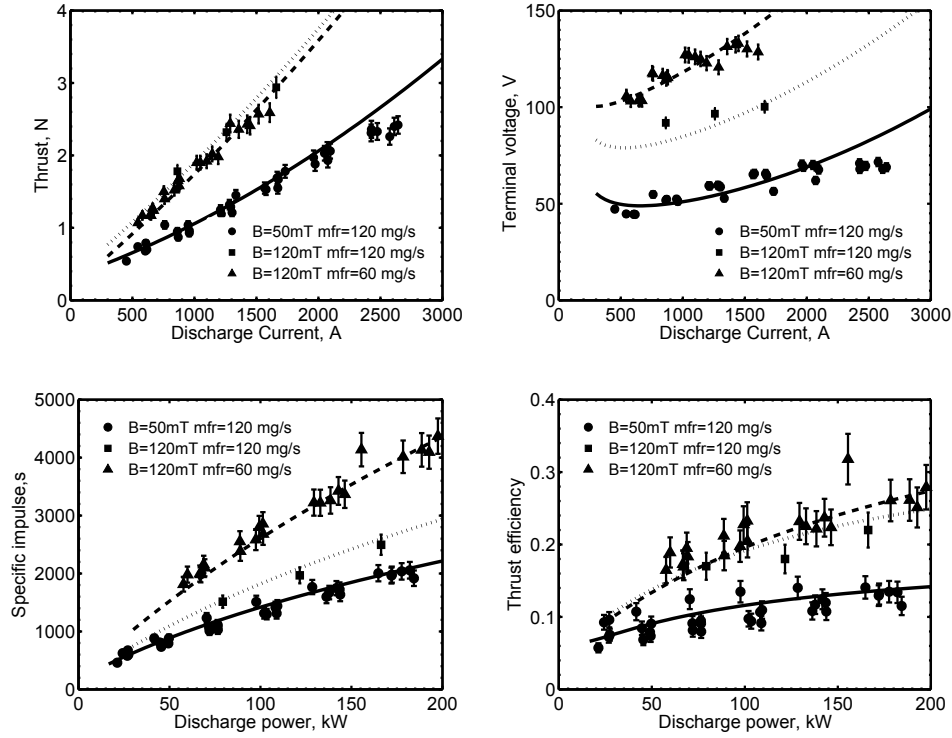 4
3
2
1
0
Thrust, N
B=50mT mfr=120 mg/s
B=120mT mfr=120 mg/s
B=120mT mfr=60 mg/s
0 500 1000 1500 2000 2500 3000
Discharge Current, A
150
100
50
0
Terminal voltage, V
B=50mT mfr=120 mg/s
B=120mT mfr=120 mg/s
B=120mT mfr=60 mg/s
0 500 1000 1500 2000 2500 3000
Discharge Current, A
5000
4000
3000
2000
1000
0
Specific impulse,s
B=50mT mfr=120 mg/s
B=120mT mfr=120 mg/s
B=120mT mfr=60 mg/s
0 50 100 150 200
Discharge power, kW
0.4
0.3
0.2
0.1
0
Thrust efficiency
B=50mT mfr=120 mg/s
B=120mT mfr=120 mg/s
B=120mT mfr=60 mg/s
0 50 100 150 200
Discharge power, kW